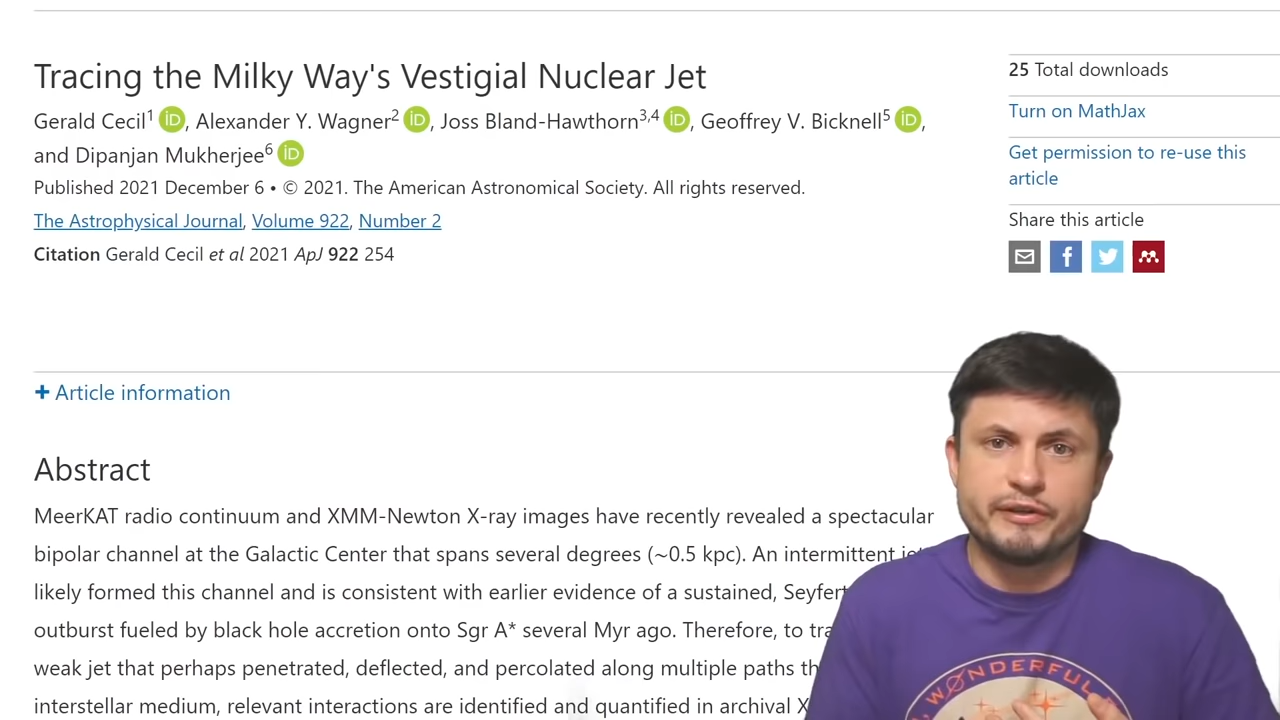 Tracing the Milky Way's Vestigial Nuclear Jet
Gerald Cecil1 iD, Alexander Y. Wagner2 iD, Joss Bland-Hawthorn3,4 iD, Geoffrey V. Bicknell5 iD,
and Dipanjan Mukherjee6 iD
Published 2021 December 6 • © 2021. The American Astronomical Society. All rights reserved.
The Astrophysical Journal, Volume 922, Number 2
Citation Gerald Cecil et al 2021 ApJ 922 254
25 Total downloads
Turn on MathJax
Get permission to re-use this
article
Share this article
+ Article information
Abstract
MeerKAT radio continuum and XMM-Newton X-ray images have recently revealed a spectacular
bipolar channel at the Galactic Center that spans several degrees (~0.5 kpc). An intermittent
likely formed this channel and is consistent with earlier evidence of a sustained,
outburst fueled by black hole accretion onto Sgr A* several Myr ago. Therefore, to
weak jet that perhaps penetrated, deflected, and percolated along multiple paths
interstellar medium, relevant interactions are identified and quantified in archival
WONDERFUL